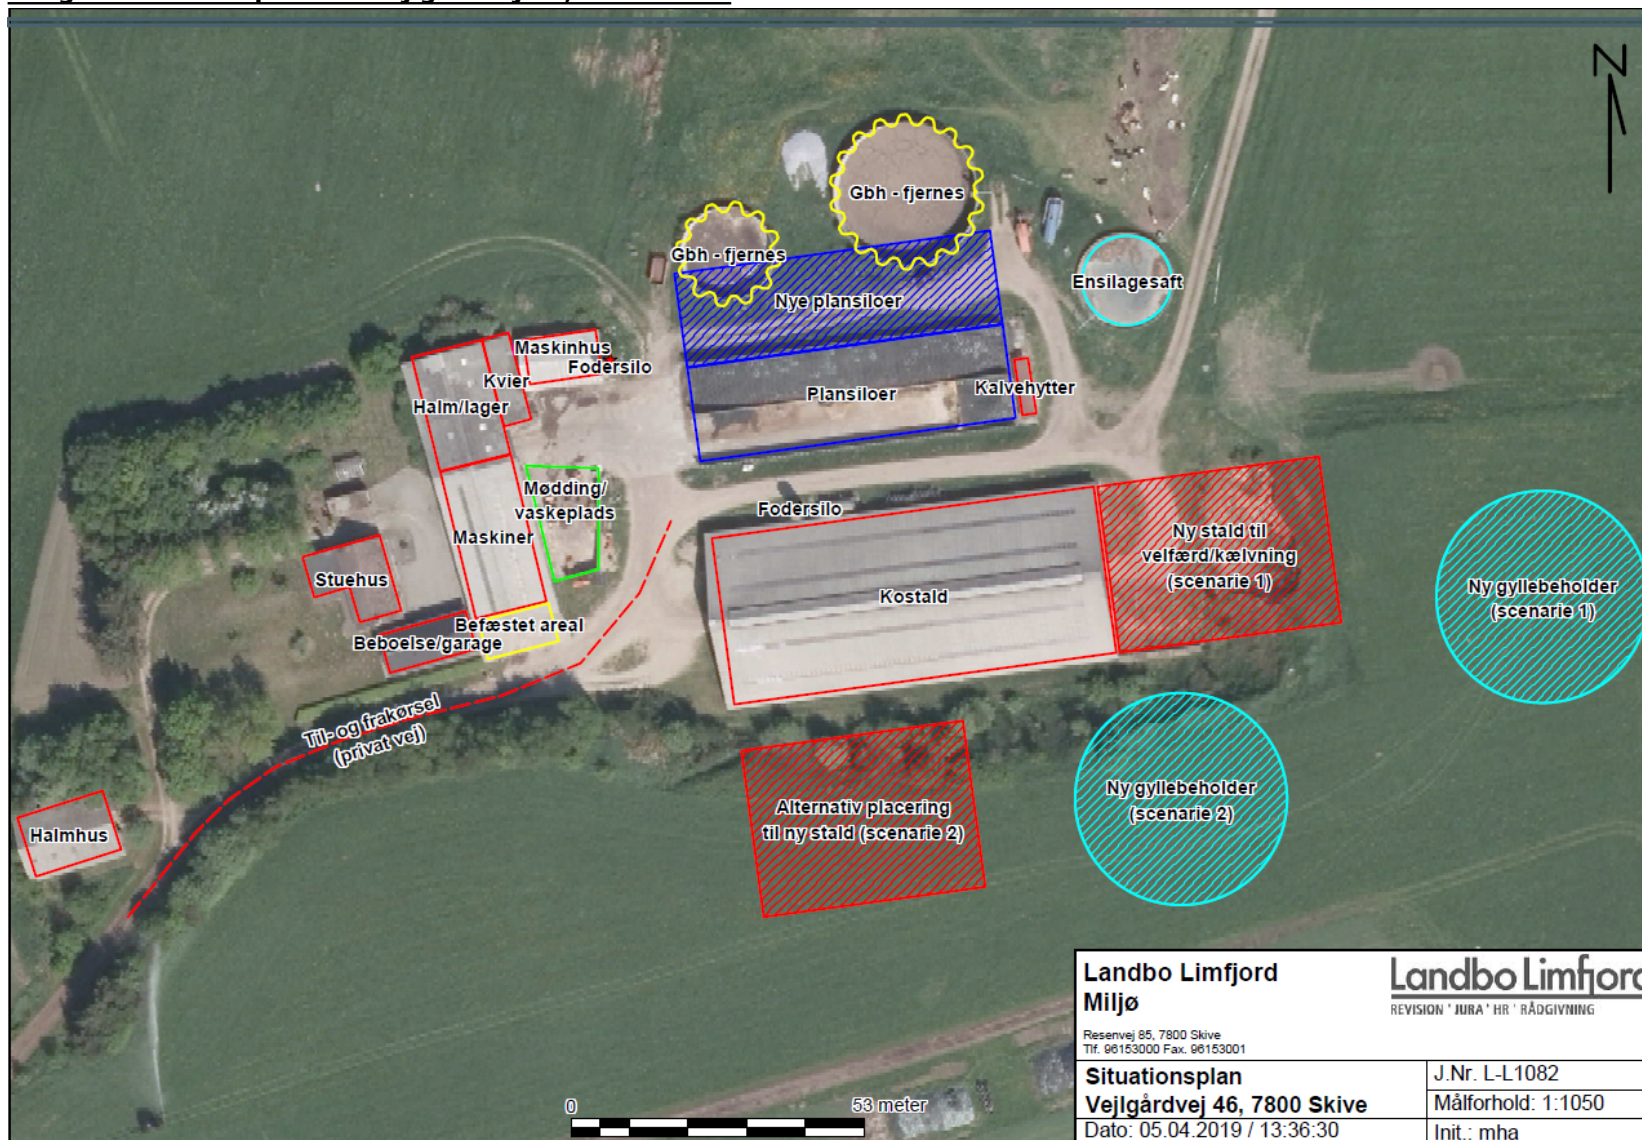 N
Gbh - fjernes
Gbh - fjernes
Ensilagesaft
Nye plansiloer
Maskinhus
Fodersilo
Kvier
Kalvehytter
Plansiloer
Halm/lager
Mødding/
vaskeplads
Fodersilo
Maskiner
Ny stald til
velfærd/kælvning
(scenarie 1)
Stuehus
Ny gyllebeholder
(scenarie 1)
Kostald
Befæstet areal
Beboelse/garage
Til- og frakørsel
(privat vej)
Ny gyllebeholder
(scenarie 2)
Alternativ placering
til ny stald (scenarie 2)
Halmhus
Landbo Limfjord
Miljø
Landbo Limfjord
REVISION ' JURA ' HR ' RÅDGIVNING
Resenvej 85, 7800 Skive
Tlf. 96153000 Fax. 96153001
Situationsplan
Vejlgårdvej 46, 7800 Skive
J.Nr. L-L1082
Målforhold: 1:1050
Dato: 05.04.2019 / 13:36:30
Init.: mha
0 53 meter